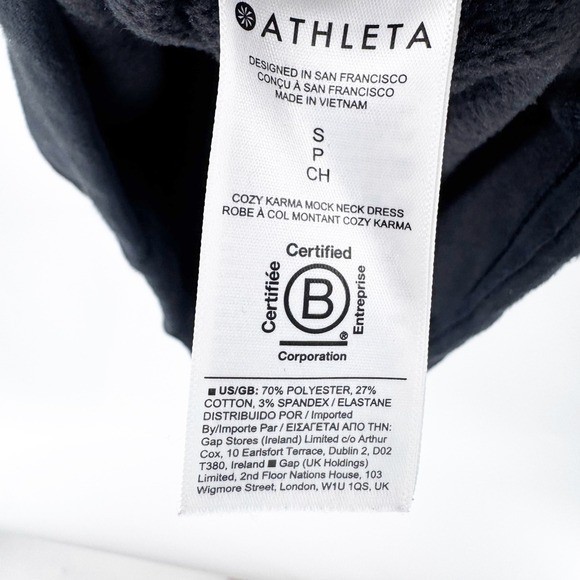 ATHLETA
DESIGNED IN SAN FRANCISCO
CONÇU À SAN FRANCISCO
MADE IN VIETNAM
S
P
CH
COZY KARMA MOCK NECK DRESS
ROBE À COL MONTANT COZY KARMA
Certified
Certifiée
B
®
Entreprise
Corporation
■ US/GB: 70% POLYESTER, 27%
COTTON, 3% SPANDEX / ELASTANE
DISTRIBUIDO POR / Imported
By/Importe Par / ΕΙΣΑΓΕΤΑΙ ΑΠΟ ΤΗΝ:
Gap Stores (Ireland) Limited c/o Arthur
Cox, 10 Earlsfort Terrace, Dublin 2, D02
T380, Ireland ■ Gap (UK Holdings)
Limited, 2nd Floor Nations House, 103
Wigmore Street, London, W1U 1QS, UK